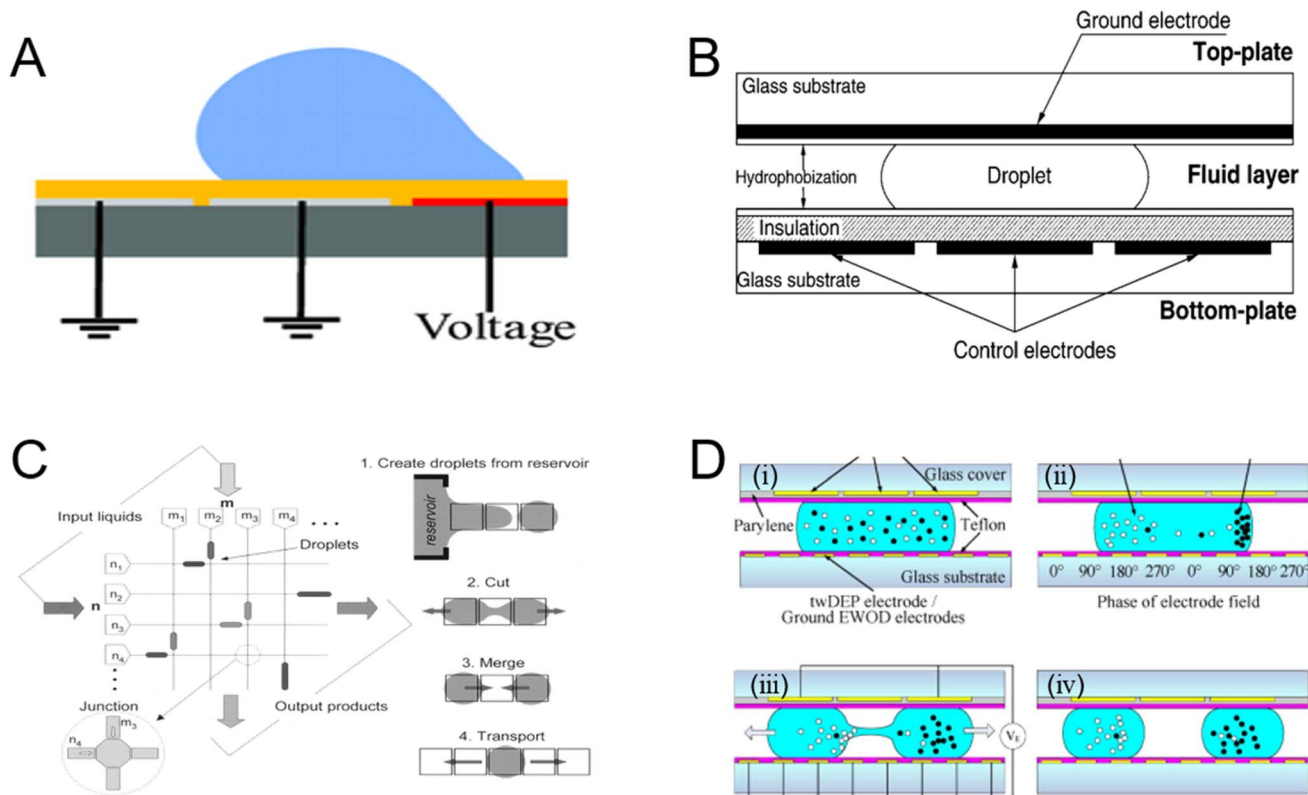 A
Voltage
B
Ground electrode
Top-plate
Glass substrate
Hydrophobization
Droplet
Fluid layer
Insulation
Glass substrate
Bottom-plate
Control electrodes
C
m
Input liquids
m1 m2 m3 m4 • • •
Droplets
n1
n
n2
n3
n4
Junction
Output products
m3
n4
1. Create droplets from reservoir
reservoir
2. Cut
3. Merge
4. Transport
D
(i)
Glass cover
Parylene
Teflon
Glass substrate
twDEP electrode /
Ground EWOD electrodes
(ii)
0° 90° 180° 270° 0° 90° 180° 270°
Phase of electrode field
(iii)
VE
(iv)